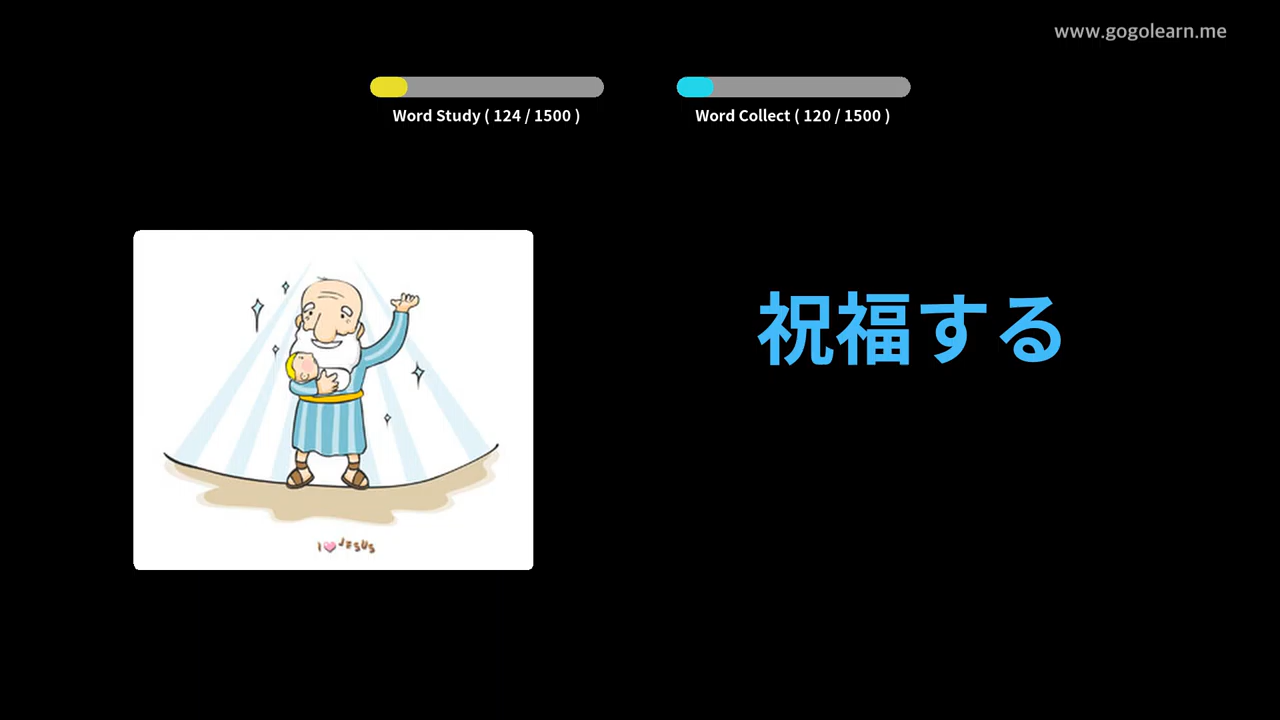 www.gogolearn.me
Word Study ( 124 / 1500 )
Word Collect ( 120 / 1500 )
祝福する
I ♥ JESUS